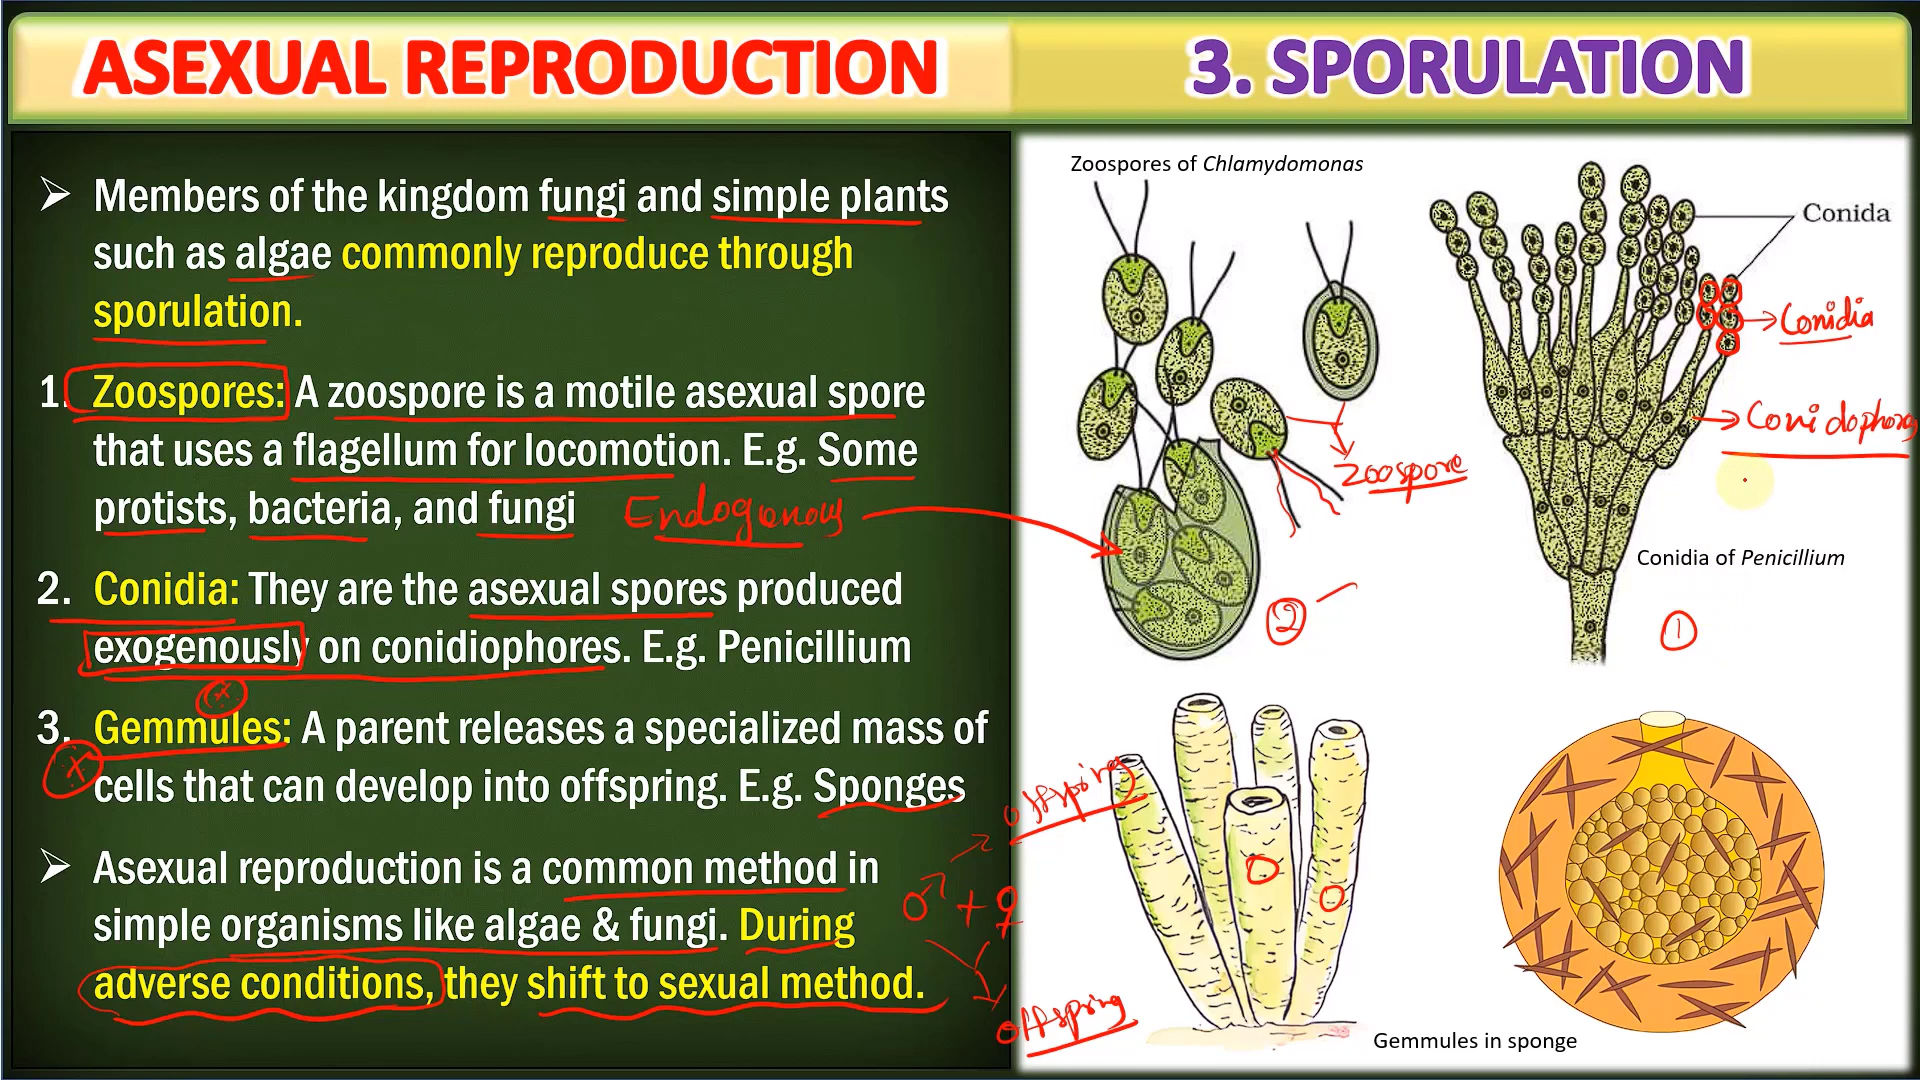 ASEXUAL REPRODUCTION
3. SPORULATION
➢ Members of the kingdom fungi and simple plants
such as algae commonly reproduce through
sporulation.
1. Zoospores: A zoospore is a motile asexual spore
that uses a flagellum for locomotion. E.g. Some
protists, bacteria, and fungi
Endogenous
2. Conidia: They are the asexual spores produced
exogenously on conidiophores. E.g. Penicillium
3. Gemmules: A parent releases a specialized mass of
cells that can develop into offspring. E.g. Sponges
➢ Asexual reproduction is a common method in
simple organisms like algae & fungi. During
adverse conditions, they shift to sexual method.
offspring
♂ + ♀
offspring
Zoospores of Chlamydomonas
Zoospore
2
Conida
Conidia
Conidophores
Conidia of Penicillium
1
Gemmules in sponge